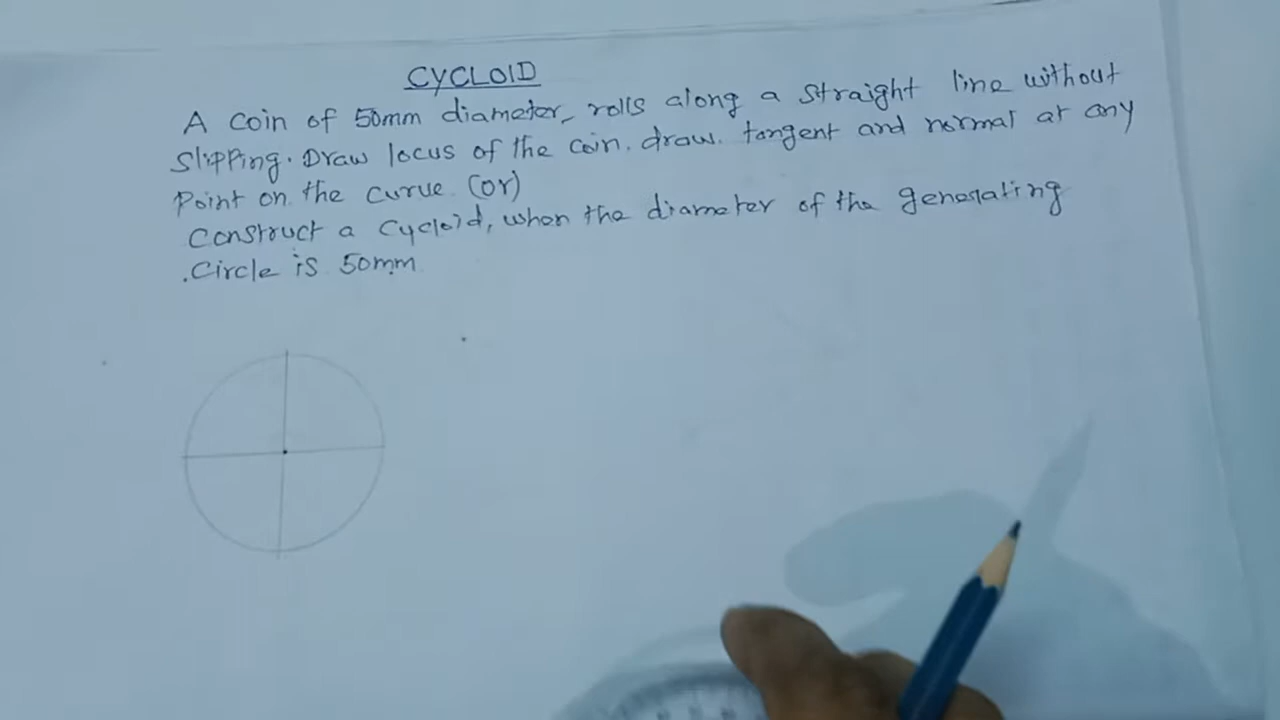 CYCLOID
A coin of 50mm diameter, rolls along a straight line without
slipping. Draw locus of the coin. draw. tangent and normal at any
Point on the curve (or)
Construct a cycloid, when the diameter of the generating
.Circle is 50mm